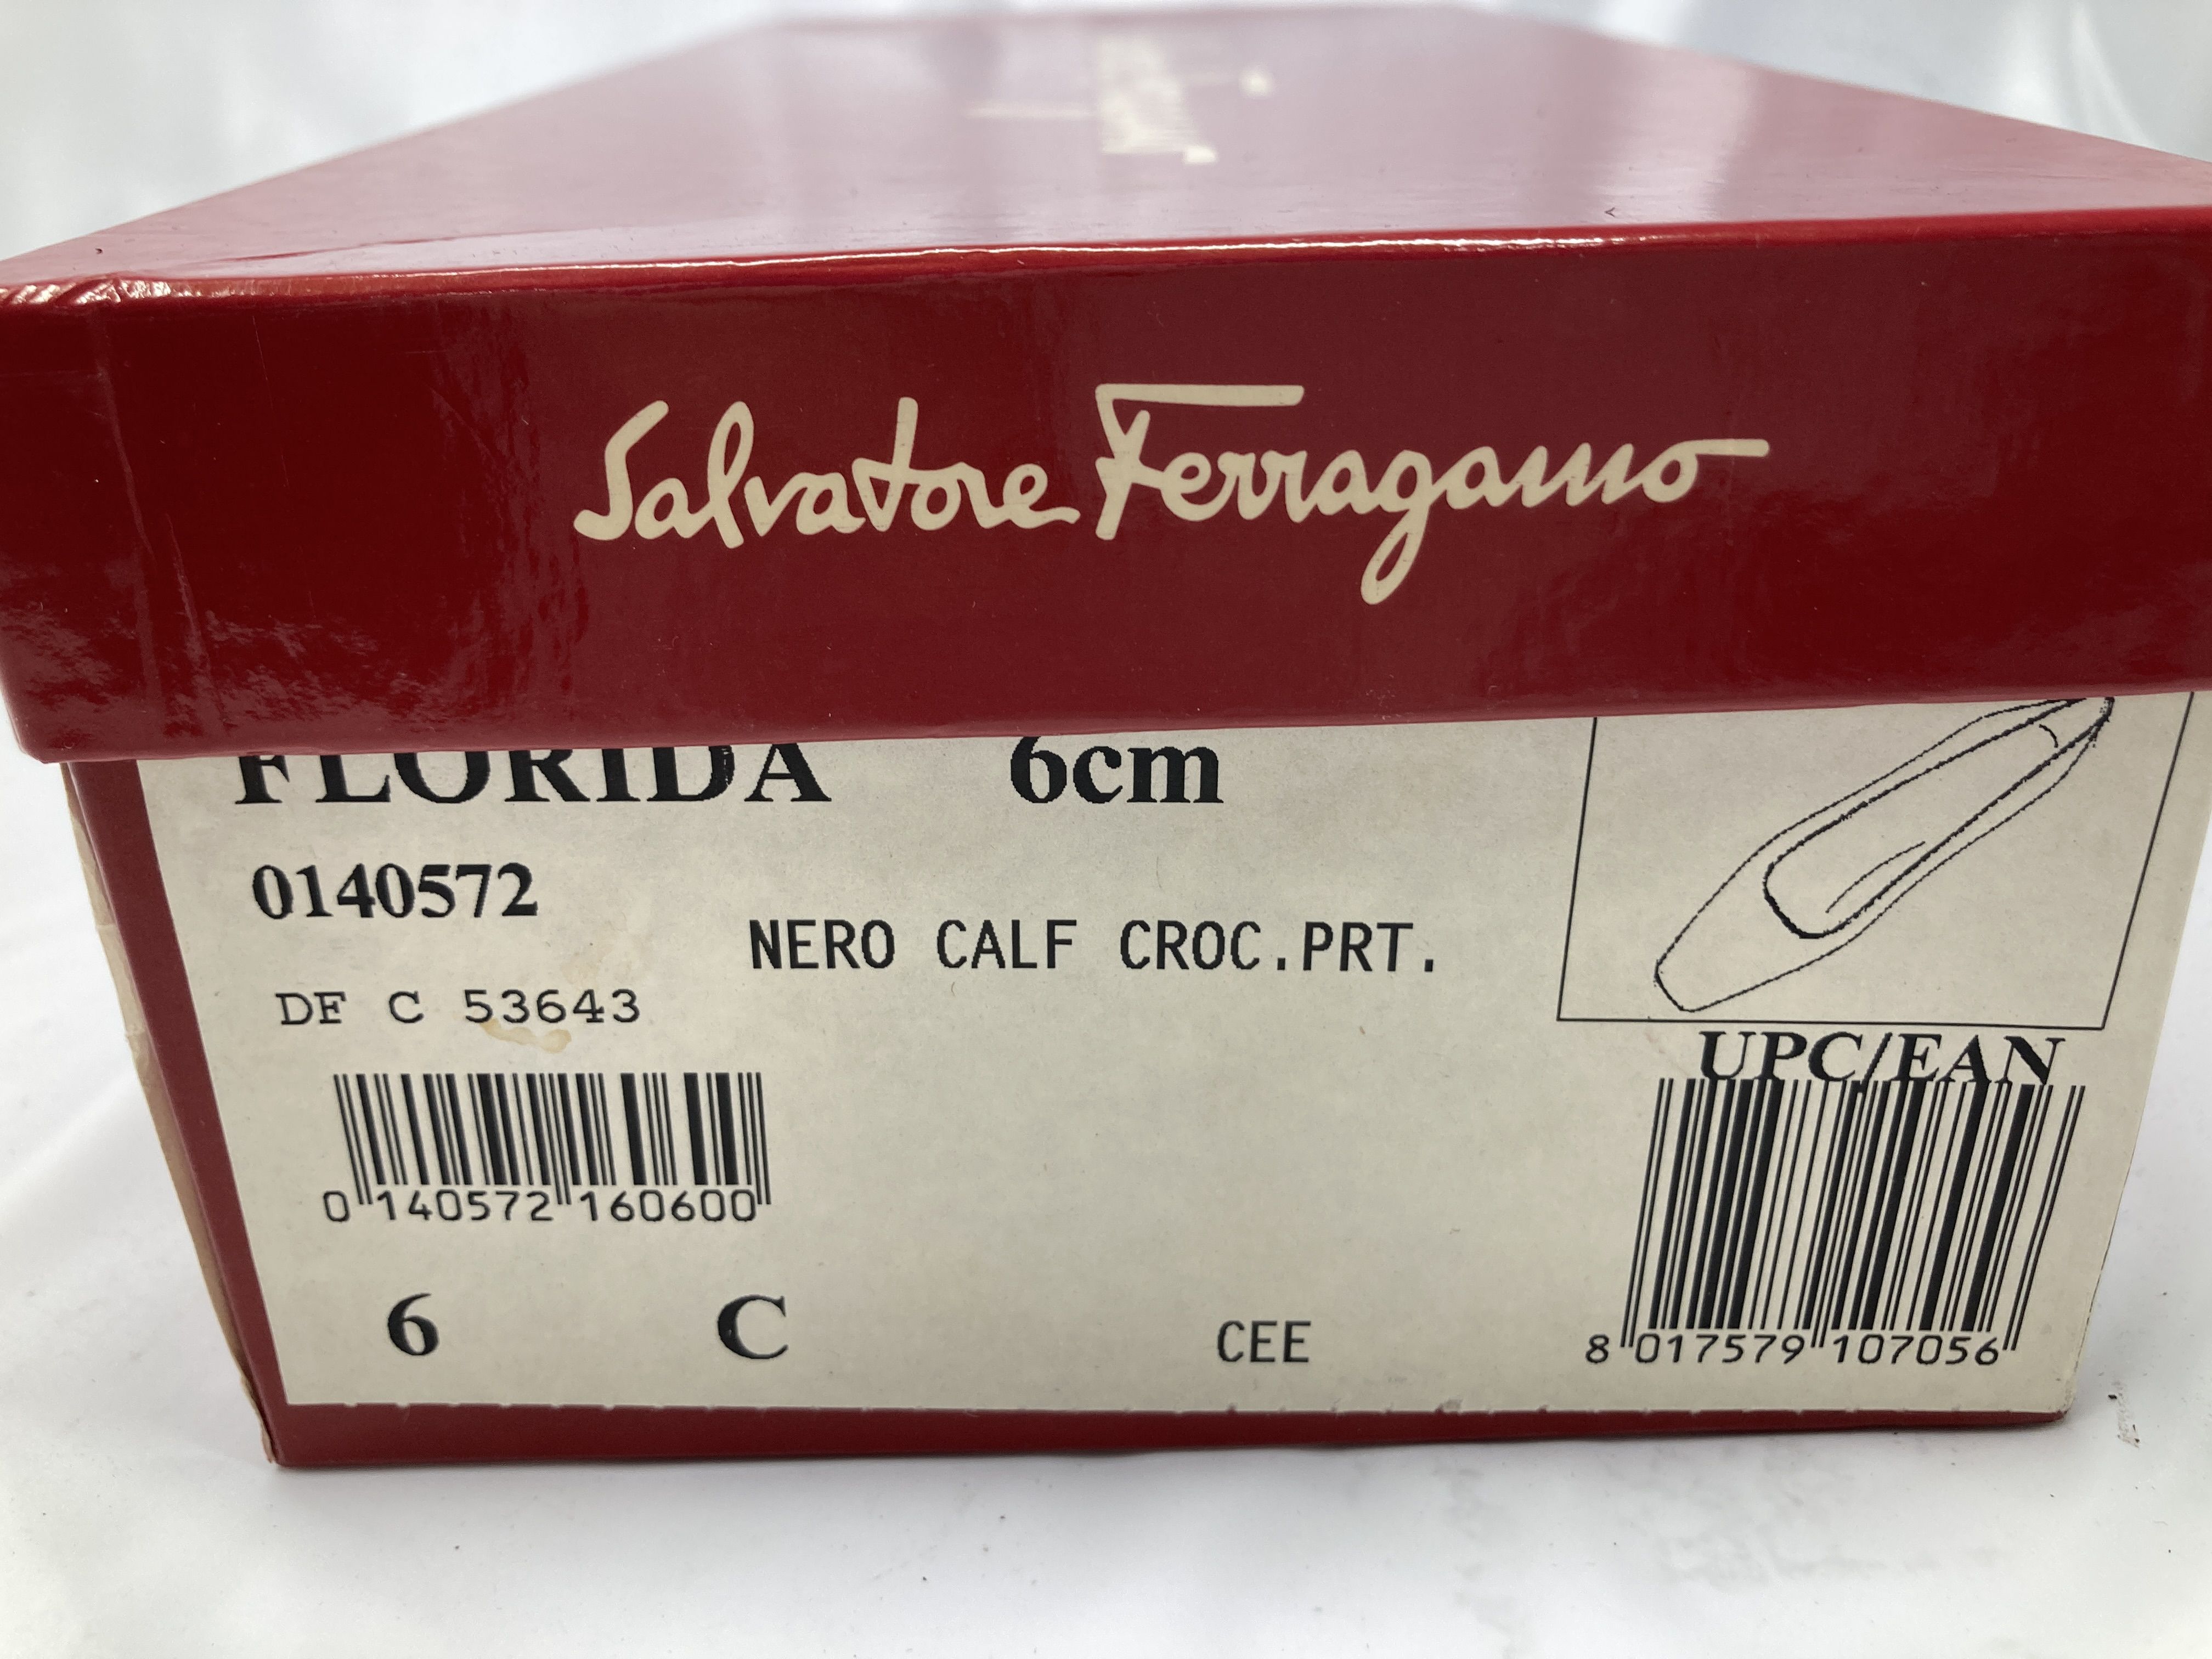 Salvatore Ferragamo
FLORIDA 6cm
0140572
NERO CALF CROC.PRT.
DF C 53643
UPC/EAN
0 140572 160600
6 C CEE
8 017579 107056